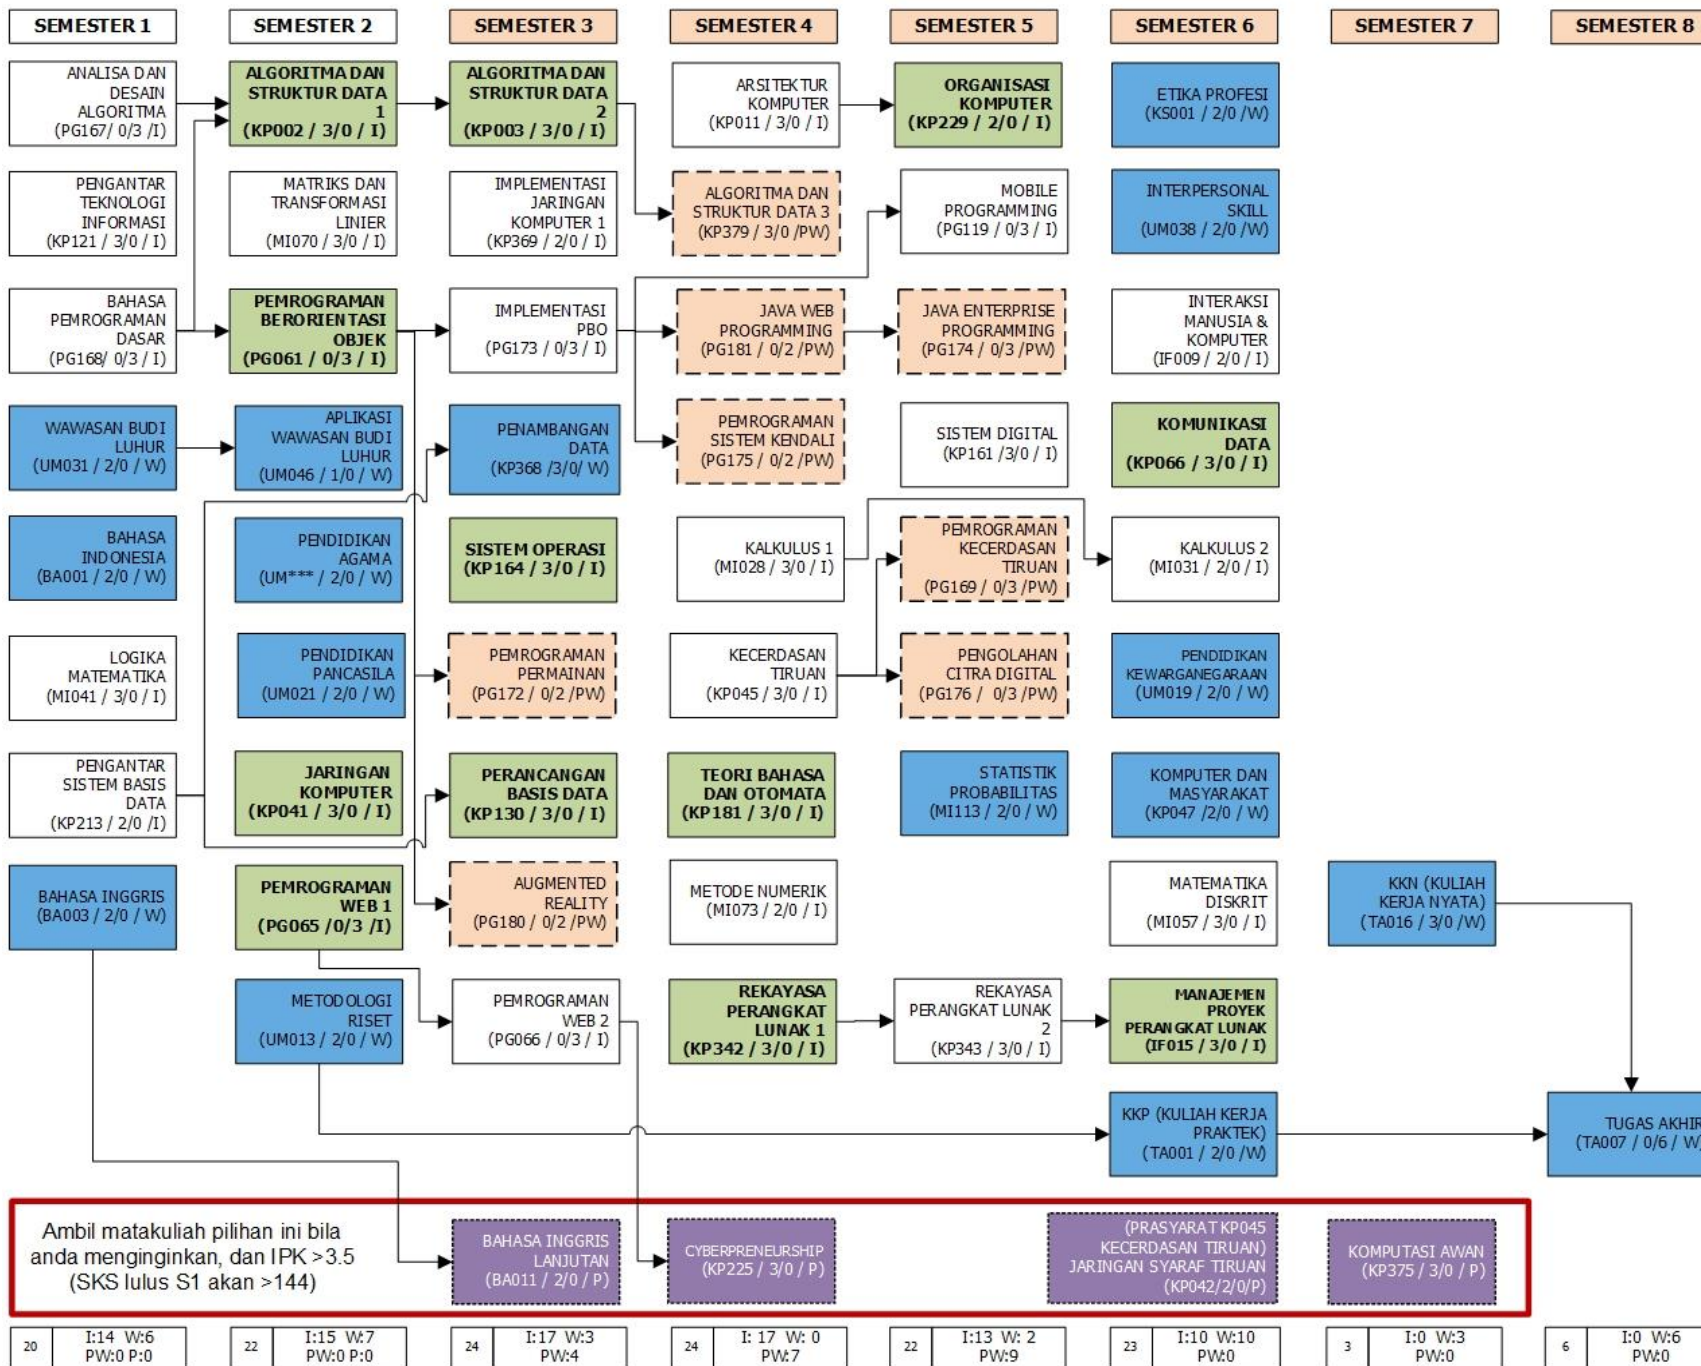 SEMESTER 1
SEMESTER 2
SEMESTER 3
SEMESTER 4
SEMESTER 5
SEMESTER 6
SEMESTER 7
SEMESTER 8
ANALISA DAN
DESAIN
ALGORITMA
(PG167/ 0/3 /I)
ALGORITMA DAN
STRUKTUR DATA
1
(KP002 / 3/0 / I)
ALGORITMA DAN
STRUKTUR DATA
2
(KP003 / 3/0 / I)
ARSITEKTUR
KOMPUTER
(KP011 / 3/0 / I)
ORGANISASI
KOMPUTER
(KP229 / 2/0 / I)
ETIKA PROFESI
(KS001 / 2/0 /W)
PENGANTAR
TEKNOLOGI
INFORMASI
(KP121 / 3/0 / I)
MATRIKS DAN
TRANSFORMASI
LINIER
(MI070 / 3/0 / I)
IMPLEMENTASI
JARINGAN
KOMPUTER 1
(KP369 / 2/0 / I)
ALGORITMA DAN
STRUKTUR DATA 3
(KP379 / 3/0 /PW)
MOBILE
PROGRAMMING
(PG119 / 0/3 / I)
INTERPERSONAL
SKILL
(UM038 / 2/0 /W)
BAHASA
PEMROGRAMAN
DASAR
(PG168/ 0/3 / I)
PEMROGRAMAN
BERORIENTASI
OBJEK
(PG061 / 0/3 / I)
IMPLEMENTASI
PBO
(PG173 / 0/3 / I)
JAVA WEB
PROGRAMMING
(PG181 / 0/2 /PW)
JAVA ENTERPRISE
PROGRAMMING
(PG174 / 0/3 /PW)
INTERAKSI
MANUSIA &
KOMPUTER
(IF009 / 2/0 / I)
WAWASAN BUDI
LUHUR
(UM031 / 2/0 / W)
APLIKASI
WAWASAN BUDI
LUHUR
(UM046 / 1/0 / W)
PENAMBANGAN
DATA
(KP368 /3/0/ W)
PEMROGRAMAN
SISTEM KENDALI
(PG175 / 0/2 /PW)
SISTEM DIGITAL
(KP161 /3/0 / I)
KOMUNIKASI
DATA
(KP066 / 3/0 / I)
BAHASA
INDONESIA
(BA001 / 2/0 / W)
PENDIDIKAN
AGAMA
(UM*** / 2/0 / W)
SISTEM OPERASI
(KP164 / 3/0 / I)
KALKULUS 1
(MI028 / 3/0 / I)
PEMROGRAMAN
KECERDASAN
TIRUAN
(PG169 / 0/3 /PW)
KALKULUS 2
(MI031 / 2/0 / I)
LOGIKA
MATEMATIKA
(MI041 / 3/0 / I)
PENDIDIKAN
PANCASILA
(UM021 / 2/0 / W)
PEMROGRAMAN
PERMAINAN
(PG172 / 0/2 /PW)
KECERDASAN
TIRUAN
(KP045 / 3/0 / I)
PENGOLAHAN
CITRA DIGITAL
(PG176 / 0/3 /PW)
PENDIDIKAN
KEWARGANEGARAAN
(UM019 / 2/0 / W)
PENGANTAR
SISTEM BASIS
DATA
(KP213 / 2/0 /I)
JARINGAN
KOMPUTER
(KP041 / 3/0 / I)
PERANCANGAN
BASIS DATA
(KP130 / 3/0 / I)
TEORI BAHASA
DAN OTOMATA
(KP181 / 3/0 / I)
STATISTIK
PROBABILITAS
(MI113 / 2/0 / W)
KOMPUTER DAN
MASYARAKAT
(KP047 /2/0 / W)
BAHASA INGGRIS
(BA003 / 2/0 / W)
PEMROGRAMAN
WEB 1
(PG065 /0/3 /I)
AUGMENTED
REALITY
(PG180 / 0/2 /PW)
METODE NUMERIK
(MI073 / 2/0 / I)
MATEMATIKA
DISKRIT
(MI057 / 3/0 / I)
KKN (KULIAH
KERJA NYATA)
(TA016 / 3/0 /W)
METODOLOGI
RISET
(UM013 / 2/0 / W)
PEMROGRAMAN
WEB 2
(PG066 / 0/3 / I)
REKAYASA
PERANGKAT
LUNAK 1
(KP342 / 3/0 / I)
REKAYASA
PERANGKAT LUNAK
2
(KP343 / 3/0 / I)
MANAJEMEN
PROYEK
PERANGKAT LUNAK
(IF015 / 3/0 / I)
KKP (KULIAH KERJA
PRAKTEK)
(TA001 / 2/0 /W)
TUGAS AKHIR
(TA007 / 0/6 / W)
Ambil matakuliah pilihan ini bila
anda menginginkan, dan IPK >3.5
(SKS lulus S1 akan >144)
BAHASA INGGRIS
LANJUTAN
(BA011 / 2/0 / P)
CYBERPRENEURSHIP
(KP225 / 3/0 / P)
(PRASYARAT KP045
KECERDASAN TIRUAN)
JARINGAN SYARAF TIRUAN
(KP042/2/0/P)
KOMPUTASI AWAN
(KP375 / 3/0 / P)
20
I:14 W:6
PW:0 P:0
22
I:15 W:7
PW:0 P:0
24
I:17 W:3
PW:4
24
I: 17 W: 0
PW:7
22
I:13 W: 2
PW:9
23
I:10 W:10
PW:0
3
I:0 W:3
PW:0
6
I:0 W:6
PW:0